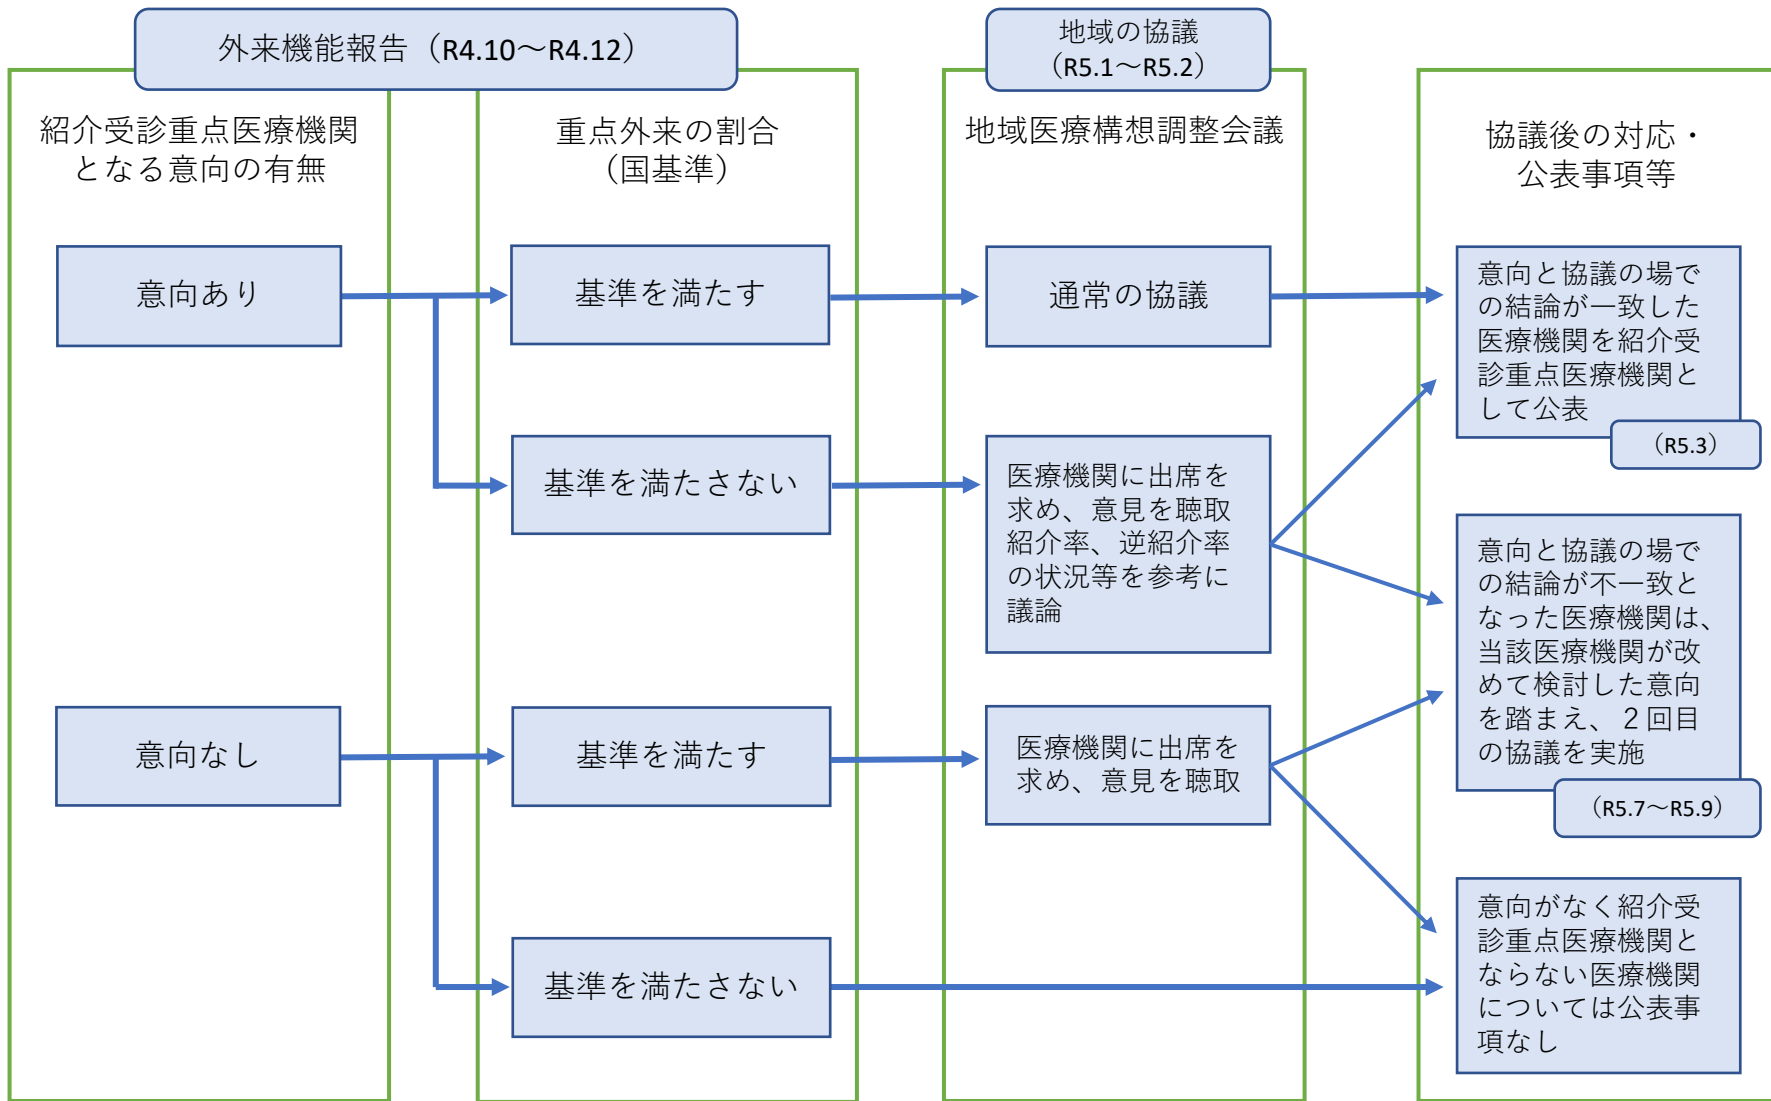 外来機能報告（R4.10～R4.12）
地域の協議
（R5.1～R5.2）
紹介受診重点医療機関
となる意向の有無
重点外来の割合
（国基準）
地域医療構想調整会議
協議後の対応・
公表事項等
意向あり
基準を満たす
通常の協議
意向と協議の場で
の結論が一致した
医療機関を紹介受
診重点医療機関と
して公表
（R5.3）
基準を満たさない
医療機関に出席を
求め、意見を聴取
紹介率、逆紹介率
の状況等を参考に
議論
意向と協議の場で
の結論が不一致と
なった医療機関は、
当該医療機関が改
めて検討した意向
を踏まえ、２回目
の協議を実施
（R5.7～R5.9）
意向なし
基準を満たす
医療機関に出席を
求め、意見を聴取
基準を満たさない
意向がなく紹介受
診重点医療機関と
ならない医療機関
については公表事
項なし